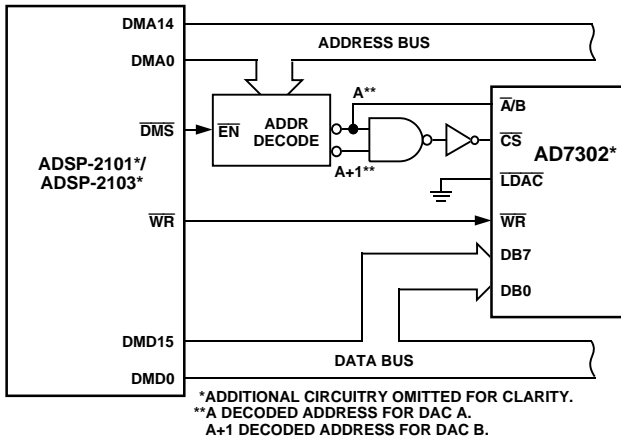 DMA14
ADDRESS BUS
DMA0
A**
A/B
DMS
EN
ADDR
DECODE
CS
ADSP-2101*/
ADSP-2103*
AD7302*
A+1**
LDAC
WR
WR
DB7
DB0
DMD15
DATA BUS
DMD0
*ADDITIONAL CIRCUITRY OMITTED FOR CLARITY.
**A DECODED ADDRESS FOR DAC A.
A+1 DECODED ADDRESS FOR DAC B.